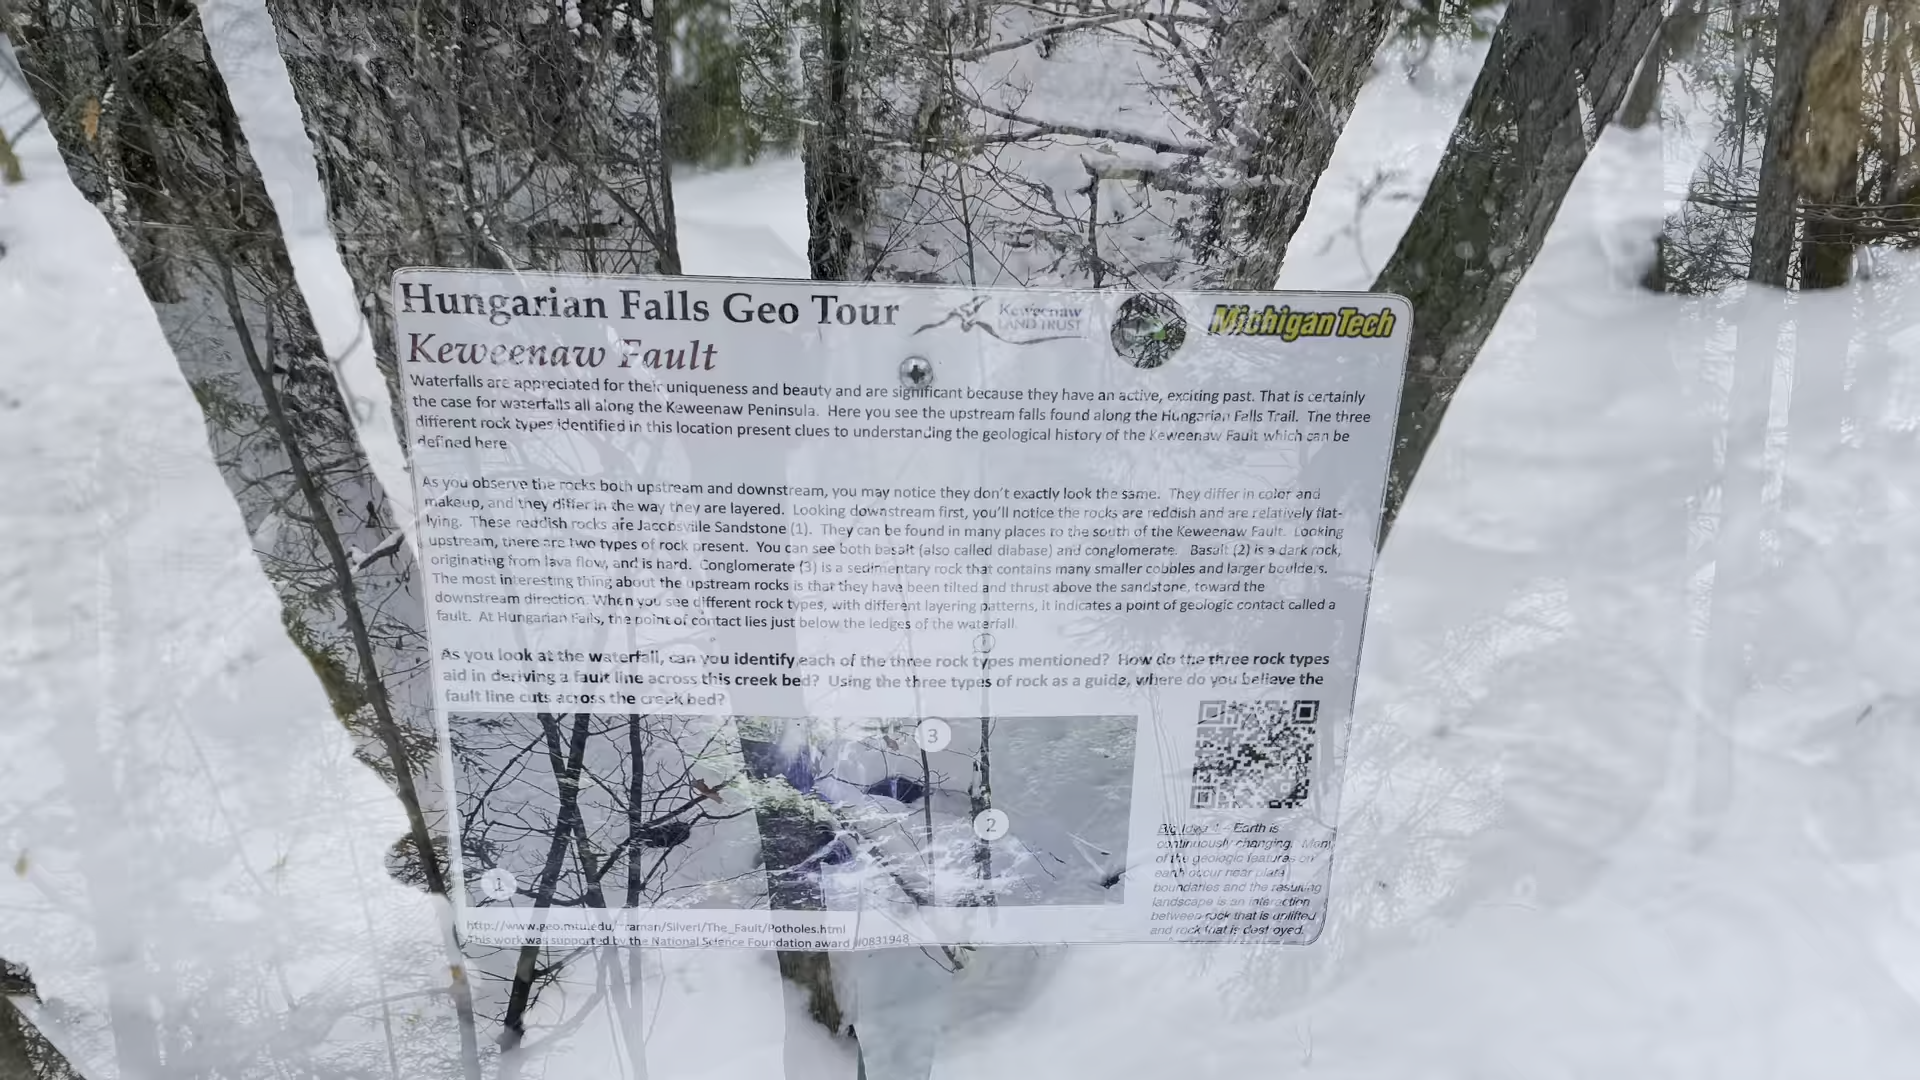 Hungarian Falls Geo Tour
Keweenaw LAND TRUST
Michigan Tech
Keweenaw Fault
Waterfalls are appreciated for their uniqueness and beauty and are significant because they have an active, exciting past. That is certainly
the case for waterfalls all along the Keweenaw Peninsula. Here you see the upstream falls found along the Hungarian Falls Trail. The three
different rock types identified in this location present clues to understanding the geological history of the Keweenaw Fault which can be
defined here
As you observe the rocks both upstream and downstream, you may notice they don't exactly look the same. They differ in color and
makeup, and they differ in the way they are layered. Looking downstream first, you'll notice the rocks are reddish and are relatively flat-
lying. These reddish rocks are Jacobsville Sandstone (1). They can be found in many places to the south of the Keweenaw Fault. Looking
upstream, there are two types of rock present. You can see both basalt (also called diabase) and conglomerate. Basalt (2) is a dark rock,
originating from lava flow, and is hard. Conglomerate (3) is a sedimentary rock that contains many smaller cobbles and larger boulders.
The most interesting thing about the upstream rocks is that they have been tilted and thrust above the sandstone, toward the
downstream direction. When you see different rock types, with different layering patterns, it indicates a point of geologic contact called a
fault. At Hungarian Falls, the point of contact lies just below the ledges of the waterfall.
As you look at the waterfall, can you identify each of the three rock types mentioned? How do the three rock types
aid in deriving a fault line across this creek bed? Using the three types of rock as a guide, where do you believe the
fault line cuts across the creek bed?
3
2
1
Earth is
continuously changing. Many
of the geologic features on
earth occur near plate
boundaries and the resulting
landscape is an interaction
between rock that is uplifted
and rock that is destroyed.
http://www.geo.mtu.edu/~raman/SilverI/The_Fault/Potholes.html
This work was supported by the National Science Foundation award #0831948